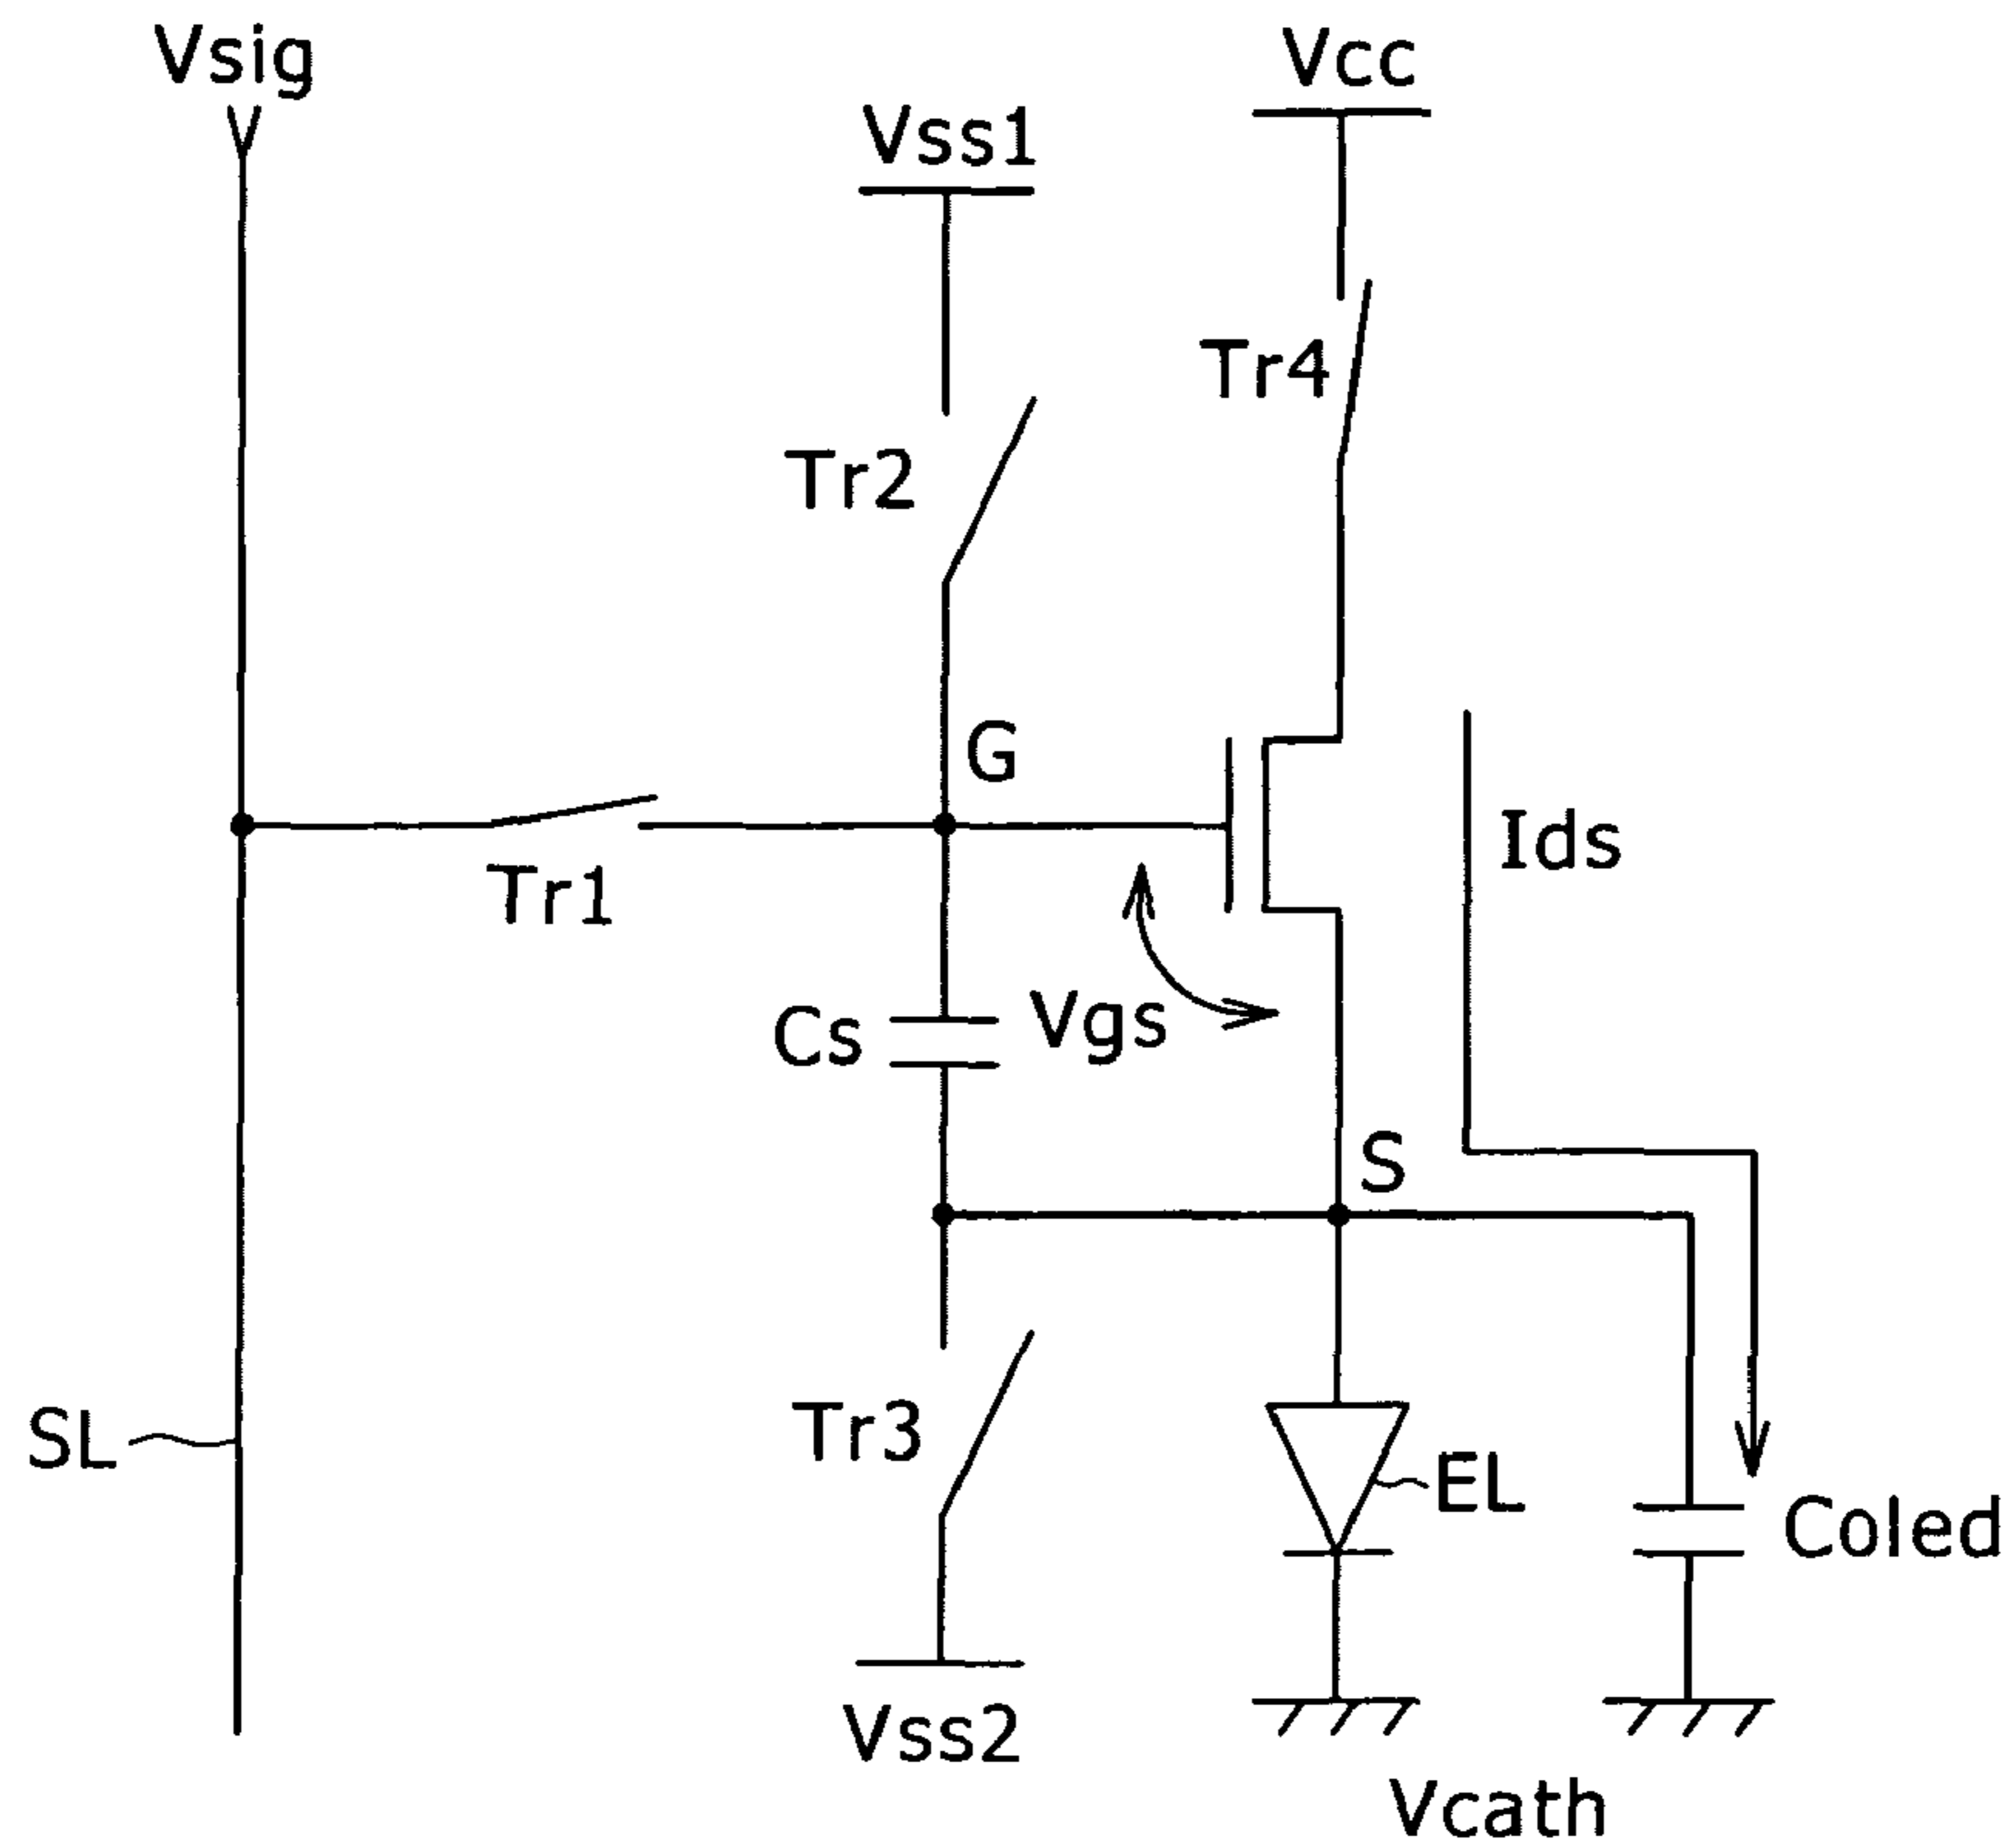 Vsig
Vcc
Vss1
Tr4
Tr2
G
Ids
Tr1
Cs
Vgs
S
SL
Tr3
EL
Coled
Vss2
Vcath